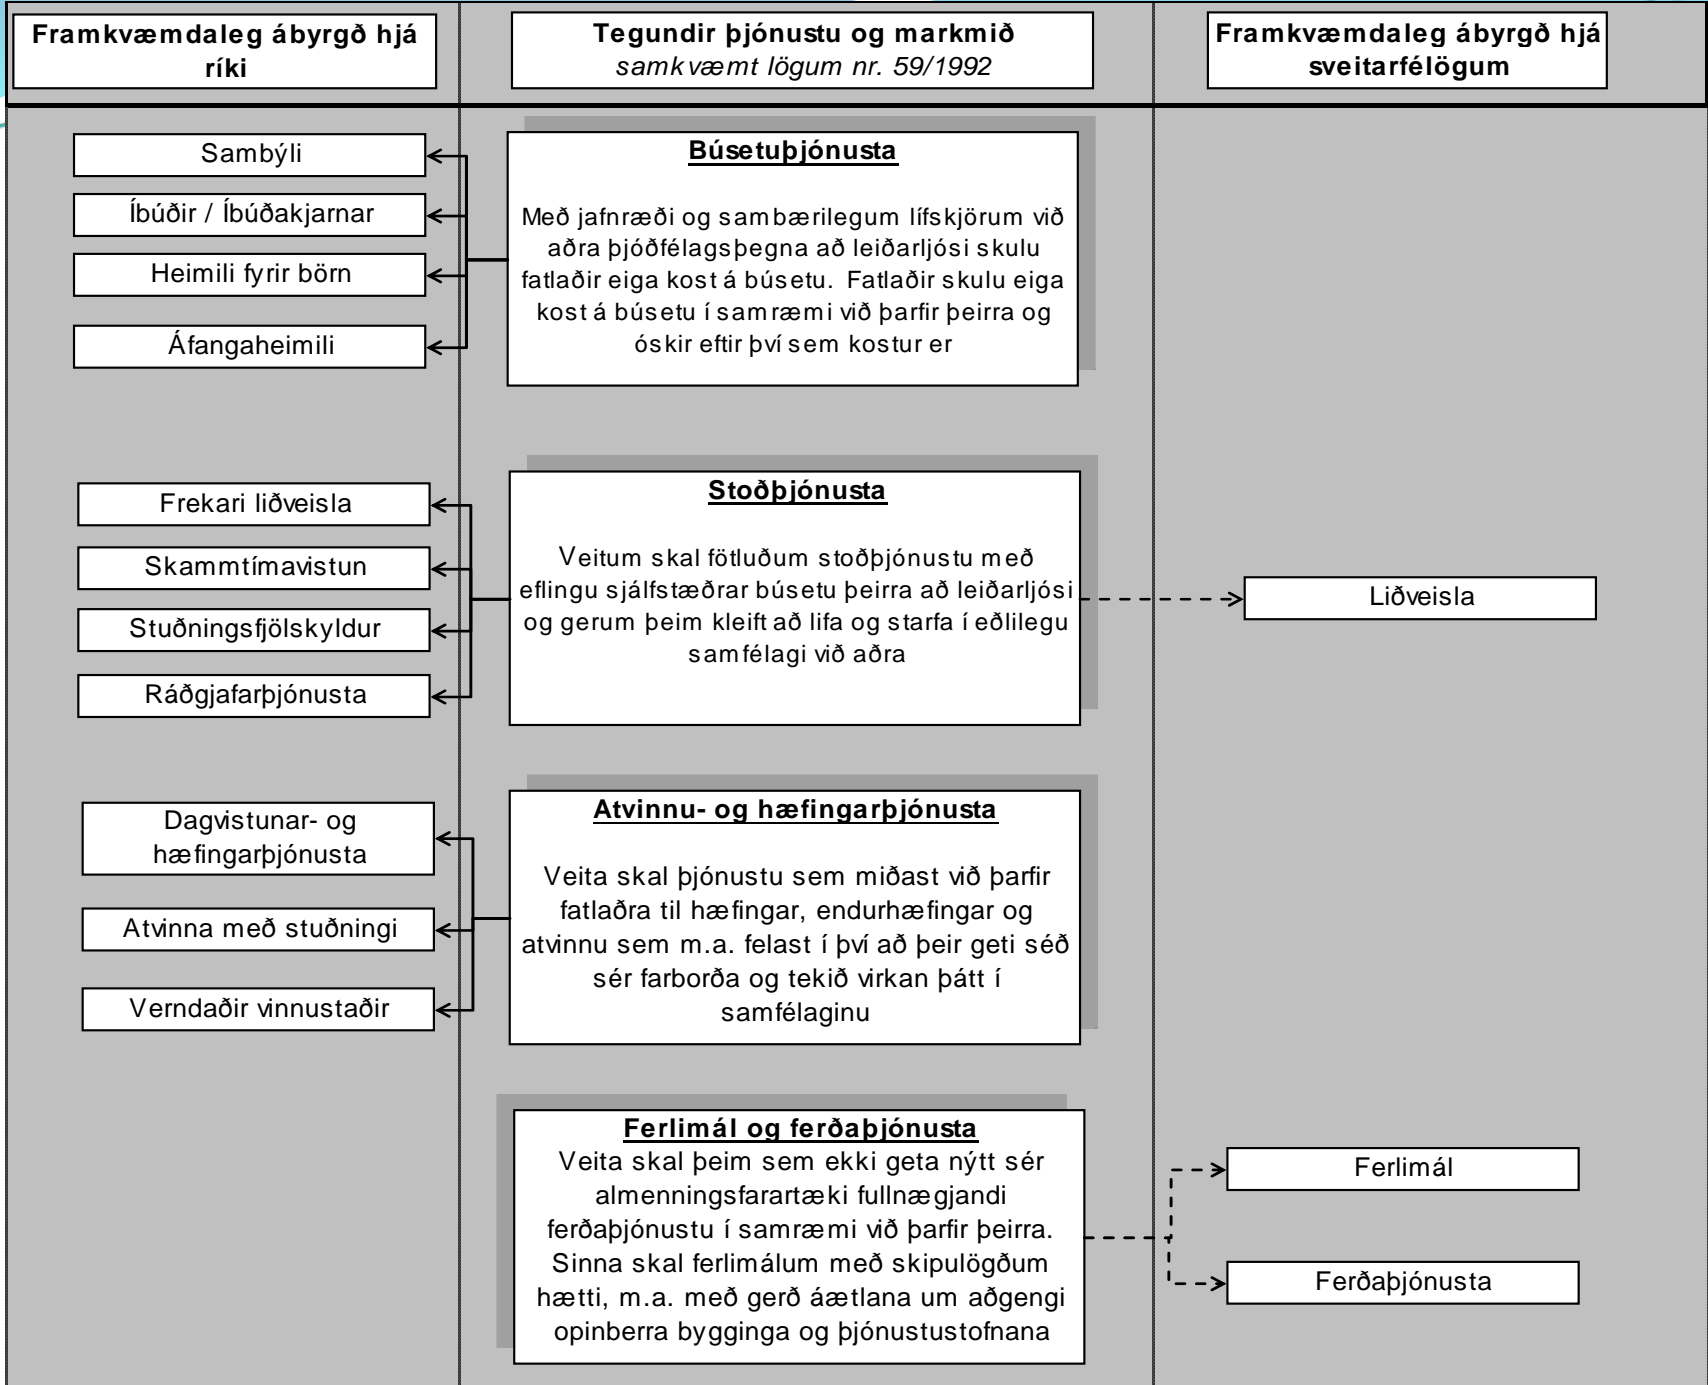 Framkvæmdaleg ábyrgð hjá
ríki
Tegundir þjónustu og markmið
samkvæmt lögum nr. 59/1992
Framkvæmdaleg ábyrgð hjá
sveitarfélögum
Sambýli
Íbúðir / Íbúðakjarnar
Heimili fyrir börn
Áfangaheimili
Búsetuþjónusta
Með jafnræði og sambærilegum lífskjörum við
aðra þjóðfélagsþegna að leiðarljósi skulu
fatlaðir eiga kost á búsetu. Fatlaðir skulu eiga
kost á búsetu í samræmi við þarfir þeirra og
óskir eftir því sem kostur er
Frekari liðveisla
Skammtímavistun
Stuðningsfjölskyldur
Ráðgjafarþjónusta
Stoðþjónusta
Veitum skal fötluðum stoðþjónustu með
eflingu sjálfstæðrar búsetu þeirra að leiðarljósi
og gerum þeim kleift að lifa og starfa í eðlilegu
samfélagi við aðra
Liðveisla
Dagvistunar- og
hæfingarþjónusta
Atvinna með stuðningi
Verndaðir vinnustaðir
Atvinnu- og hæfingarþjónusta
Veita skal þjónustu sem miðast við þarfir
fatlaðra til hæfingar, endurhæfingar og
atvinnu sem m.a. felast í því að þeir geti séð
sér farborða og tekið virkan þátt í
samfélaginu
Ferlimál og ferðaþjónusta
Veita skal þeim sem ekki geta nýtt sér
almenningsfarartæki fullnægjandi
ferðaþjónustu í samræmi við þarfir þeirra.
Sinna skal ferlimálum með skipulögðum
hætti, m.a. með gerð áætlana um aðgengi
opinberra bygginga og þjónustustofnana
Ferlimál
Ferðaþjónusta